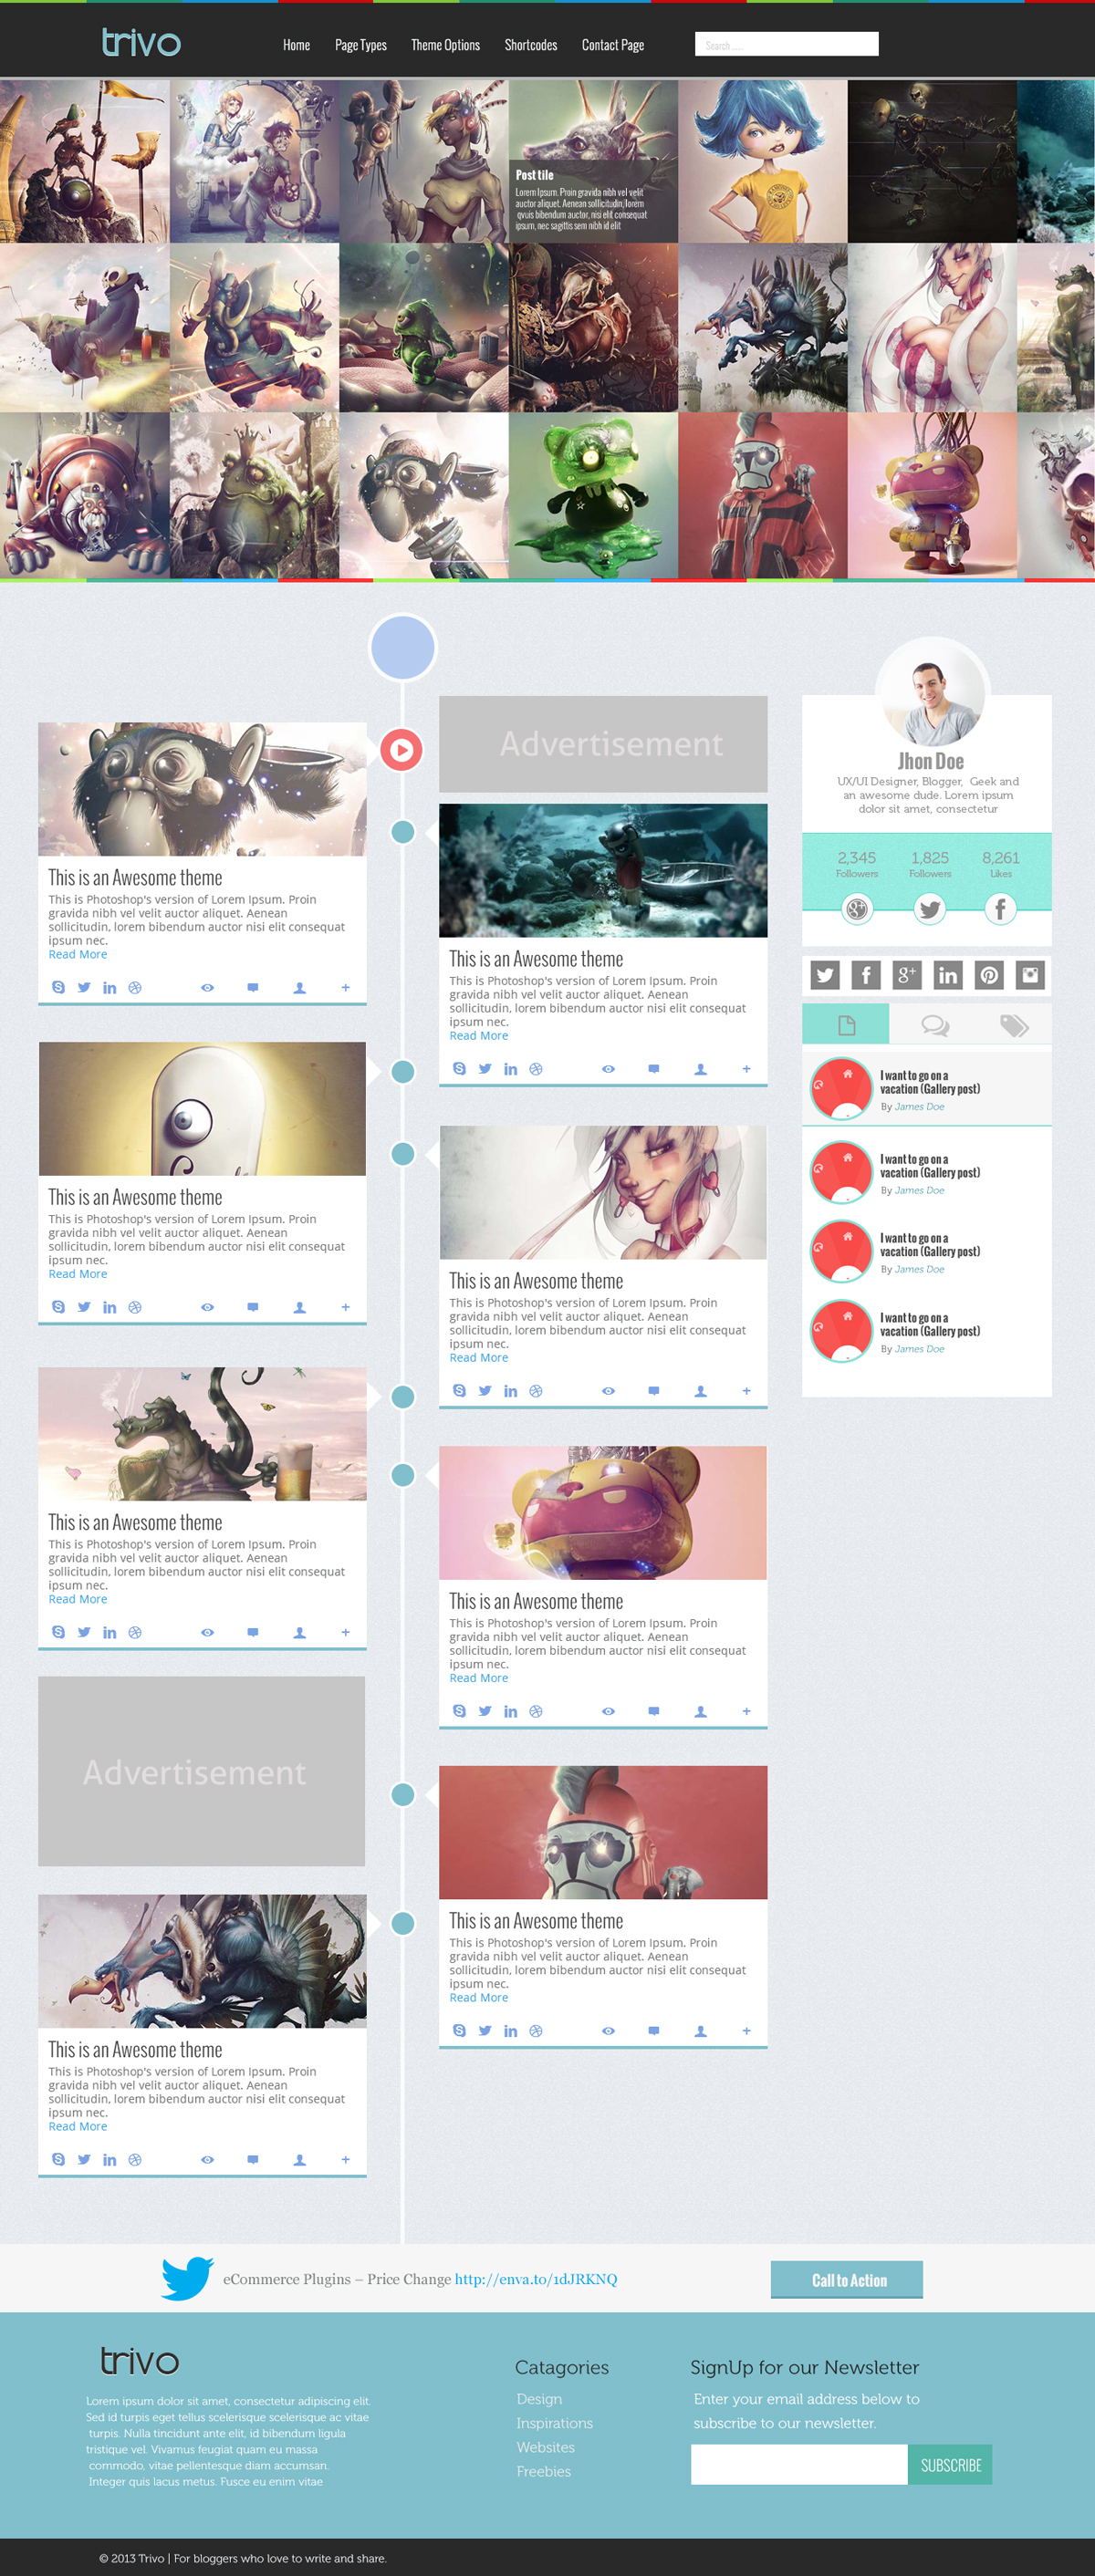 trivo
Home Page Types Theme Options Shortcodes Contact Page
Search .....
Post tile
Lorem Ipsum. Proin gravida nibh vel velit
auctor aliquet. Aenean sollicitudin, lorem
qvuis bibendum auctor, nisi elit consequat
ipsum, nec sagittis sem nibh id elit
Advertisement
This is an Awesome theme
This is Photoshop's version of Lorem Ipsum. Proin
gravida nibh vel velit auctor aliquet. Aenean
sollicitudin, lorem bibendum auctor nisi elit consequat
ipsum nec.
Read More
This is an Awesome theme
This is Photoshop's version of Lorem Ipsum. Proin
gravida nibh vel velit auctor aliquet. Aenean
sollicitudin, lorem bibendum auctor nisi elit consequat
ipsum nec.
Read More
This is an Awesome theme
This is Photoshop's version of Lorem Ipsum. Proin
gravida nibh vel velit auctor aliquet. Aenean
sollicitudin, lorem bibendum auctor nisi elit consequat
ipsum nec.
Read More
This is an Awesome theme
This is Photoshop's version of Lorem Ipsum. Proin
gravida nibh vel velit auctor aliquet. Aenean
sollicitudin, lorem bibendum auctor nisi elit consequat
ipsum nec.
Read More
This is an Awesome theme
This is Photoshop's version of Lorem Ipsum. Proin
gravida nibh vel velit auctor aliquet. Aenean
sollicitudin, lorem bibendum auctor nisi elit consequat
ipsum nec.
Read More
This is an Awesome theme
This is Photoshop's version of Lorem Ipsum. Proin
gravida nibh vel velit auctor aliquet. Aenean
sollicitudin, lorem bibendum auctor nisi elit consequat
ipsum nec.
Read More
Advertisement
This is an Awesome theme
This is Photoshop's version of Lorem Ipsum. Proin
gravida nibh vel velit auctor aliquet. Aenean
sollicitudin, lorem bibendum auctor nisi elit consequat
ipsum nec.
Read More
This is an Awesome theme
This is Photoshop's version of Lorem Ipsum. Proin
gravida nibh vel velit auctor aliquet. Aenean
sollicitudin, lorem bibendum auctor nisi elit consequat
ipsum nec.
Read More
Jhon Doe
UX/UI Designer, Blogger, Geek and
an awesome dude. Lorem ipsum
dolor sit amet, consectetur
2,345 1,825 8,261
Followers Followers Likes
I want to go on a
vacation (Gallery post)
By James Doe
I want to go on a
vacation (Gallery post)
By James Doe
I want to go on a
vacation (Gallery post)
By James Doe
I want to go on a
vacation (Gallery post)
By James Doe
eCommerce Plugins – Price Change http://enva.to/1dJRKNQ
Call to Action
trivo
Lorem ipsum dolor sit amet, consectetur adipiscing elit.
Sed id turpis eget tellus scelerisque scelerisque ac vitae
turpis. Nulla tincidunt ante elit, id bibendum ligula
tristique vel. Vivamus feugiat quam eu massa
commodo, vitae pellentesque diam accumsan.
Integer quis lacus metus. Fusce eu enim vitae
Catagories
Design
Inspirations
Websites
Freebies
SignUp for our Newsletter
Enter your email address below to
subscribe to our newsletter.
SUBSCRIBE
© 2013 Trivo | For bloggers who love to write and share.